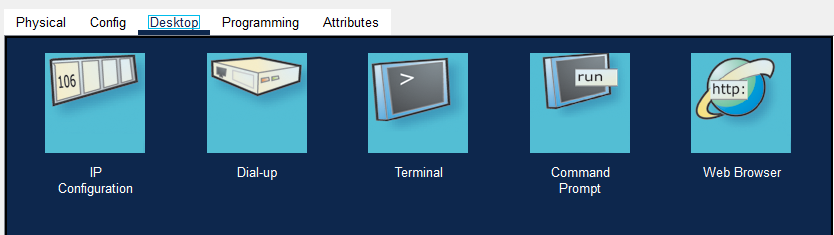 Physical Config Desktop Programming Attributes
106
>
run
http:
IP
Configuration
Dial-up
Terminal
Command
Prompt
Web Browser